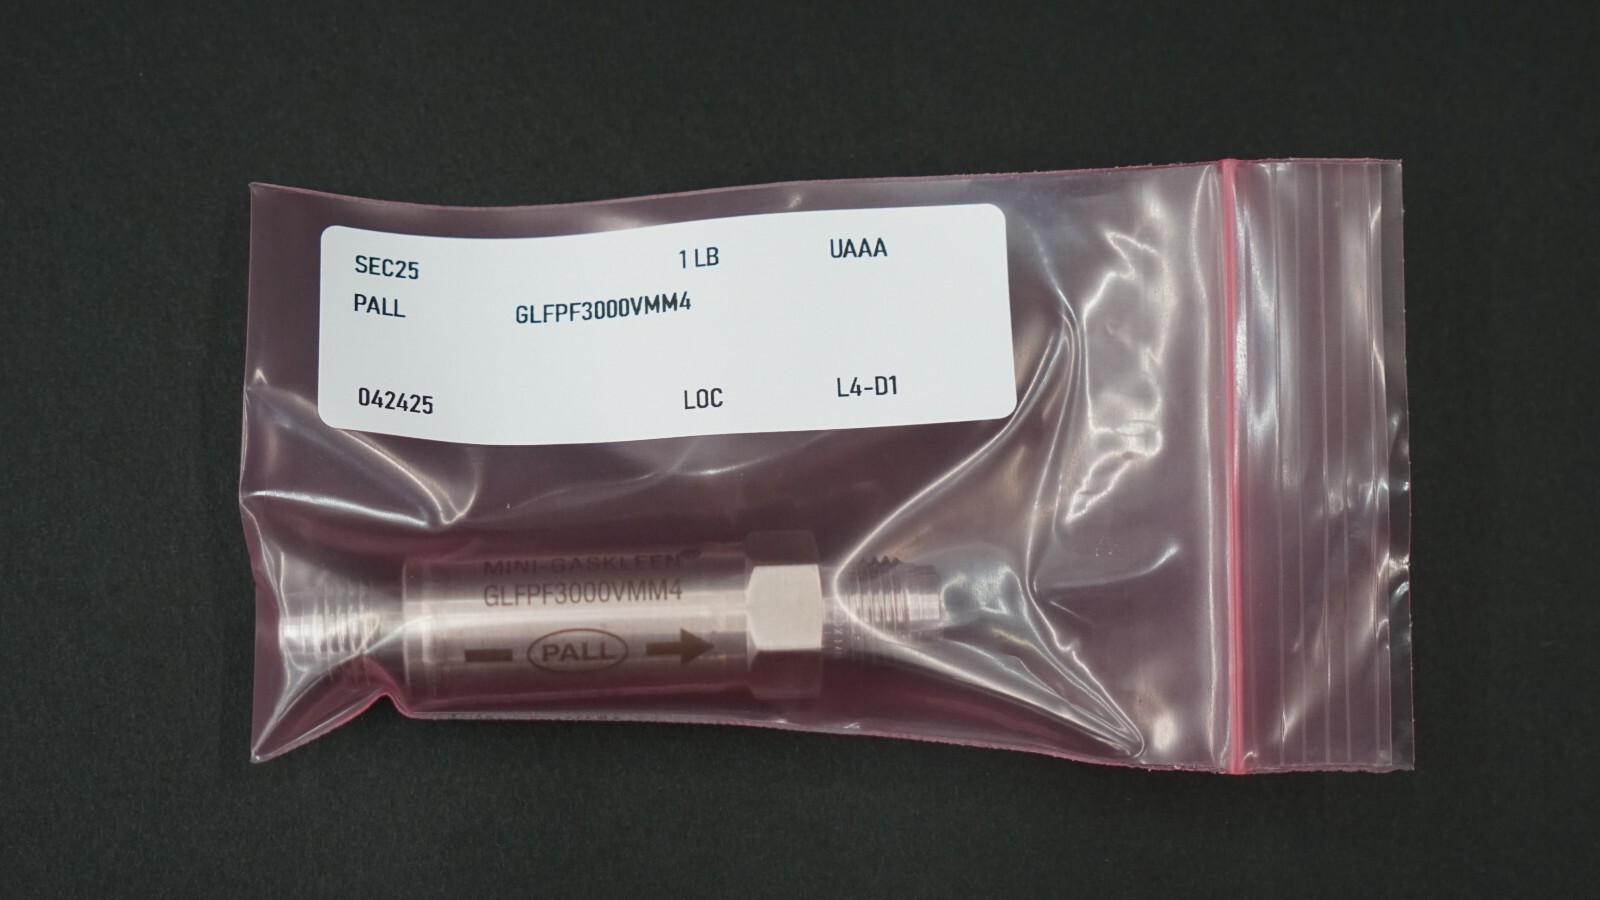 SEC25 1 LB UAAA
PALL GLFPF3000VMM4
042425 LOC L4-D1
MINI-GASKLEEN®
GLFPF3000VMM4
PALL